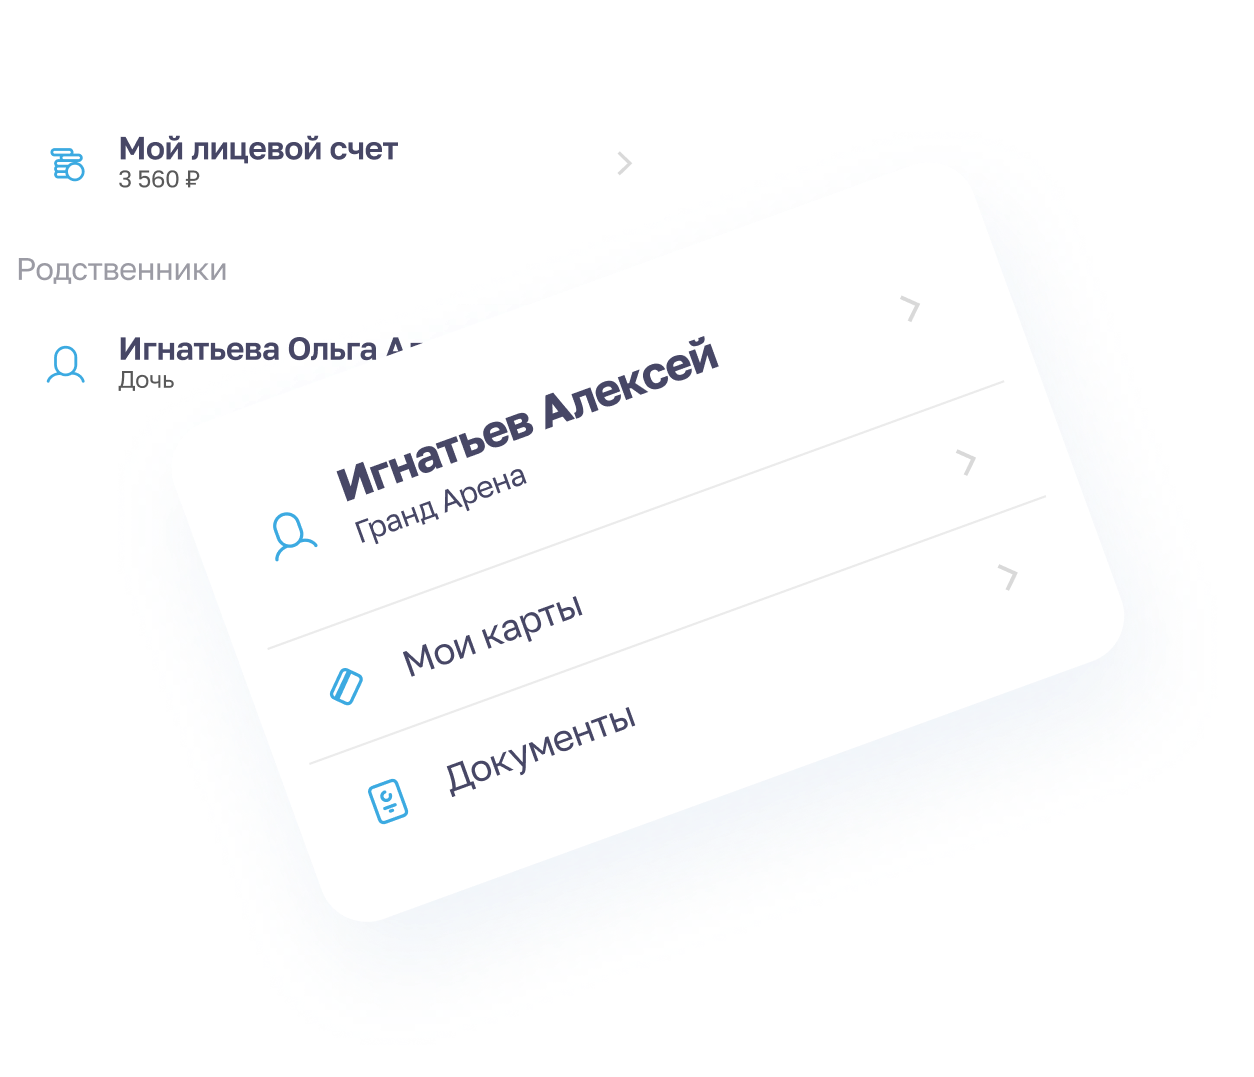 Мой лицевой счет
3 560 ₽
Родственники
Игнатьева Ольга
Дочь
Игнатьев Алексей
Гранд Арена
Мои карты
Документы